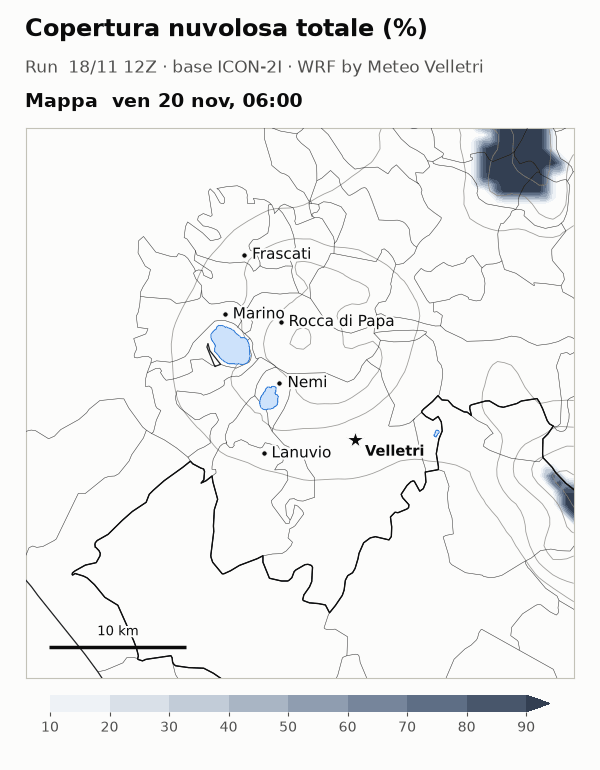 Copertura nuvolosa totale (%)
Run  18/11 12Z · base ICON-2I · WRF by Meteo Velletri
Mappa  ven 20 nov, 06:00
Frascati
Marino
Rocca di Papa
Nemi
Velletri
Lanuvio
10 km
10 20 30 40 50 60 70 80 90